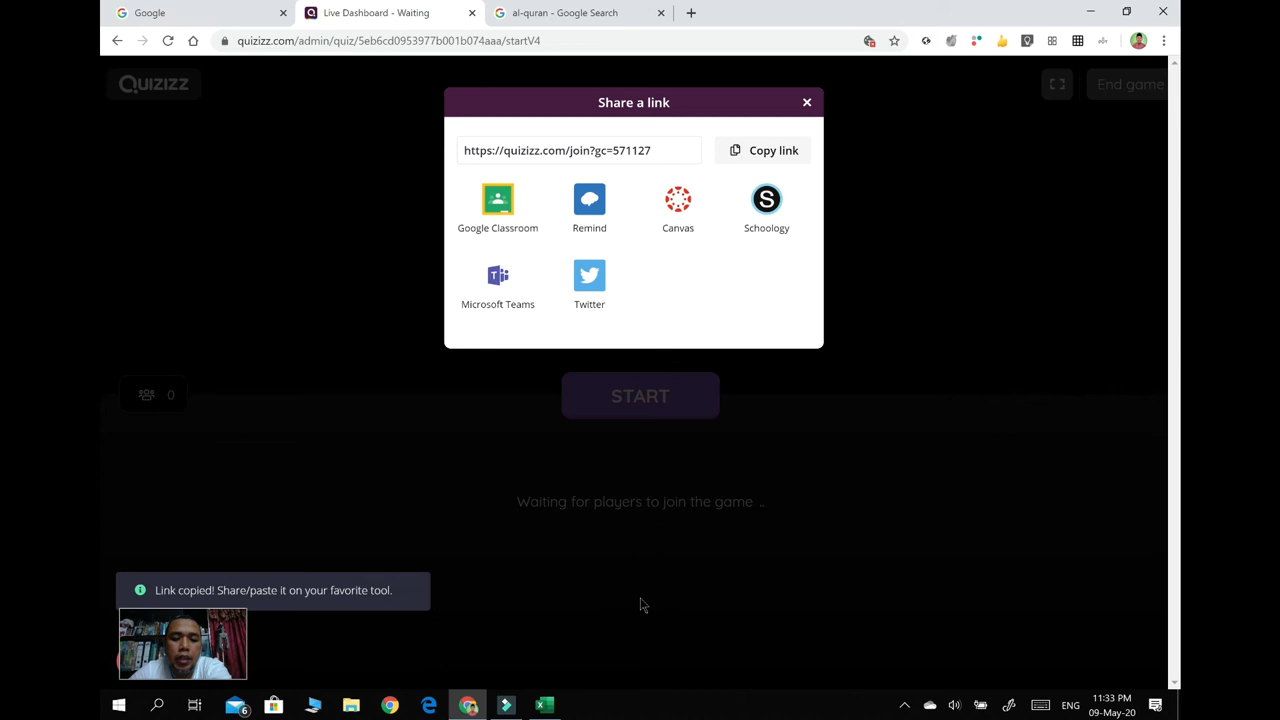 Google
Live Dashboard - Waiting
al-quran - Google Search
quizizz.com/admin/quiz/5eb6cd0953977b001b074aaa/startV4
QUIZIZZ
End game
Share a link
https://quizizz.com/join?gc=571127
Copy link
Google Classroom
Remind
Canvas
Schoology
Microsoft Teams
Twitter
0
START
Waiting for players to join the game ..
Link copied! Share/paste it on your favorite tool.
6
ENG
11:33 PM
09-May-20